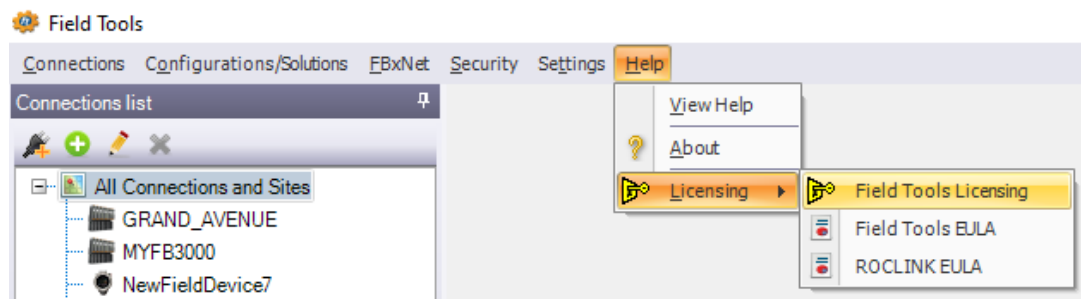 Field Tools
Connections Configurations/Solutions FBxNet Security Settings Help
Connections list
View Help
About
Licensing
Field Tools Licensing
Field Tools EULA
ROCLINK EULA
All Connections and Sites
GRAND_AVENUE
MYFB3000
NewFieldDevice7